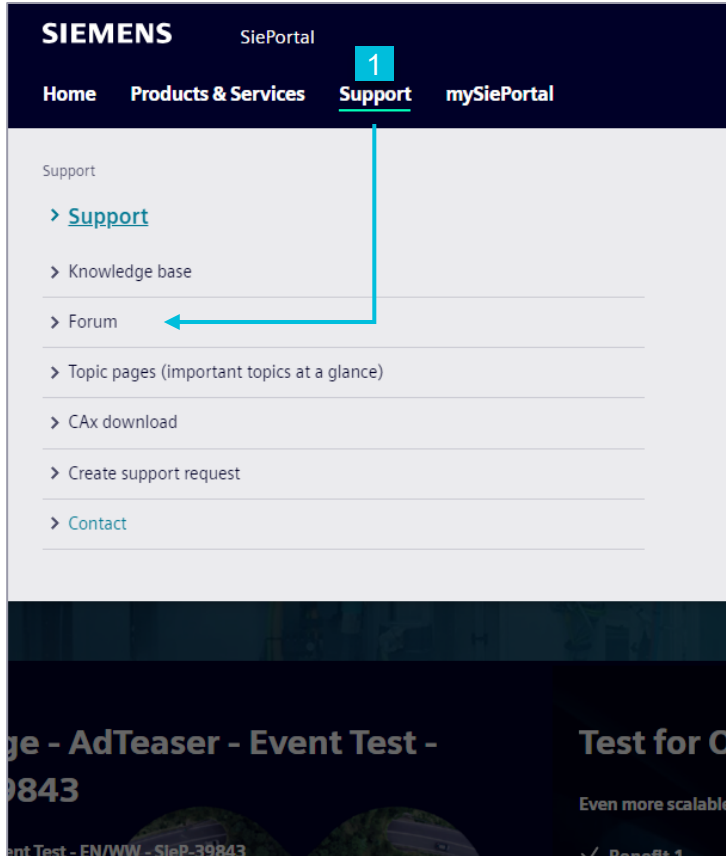 SIEMENS SiePortal
1
Home Products & Services Support mySiePortal
Support
Support
Knowledge base
Forum
Topic pages (important topics at a glance)
CAx download
Create support request
Contact
ge - AdTeaser - Event Test -
9843
Test for
Even more scalable
ent Test - EN/WW - SieP-39843
Benefit 1